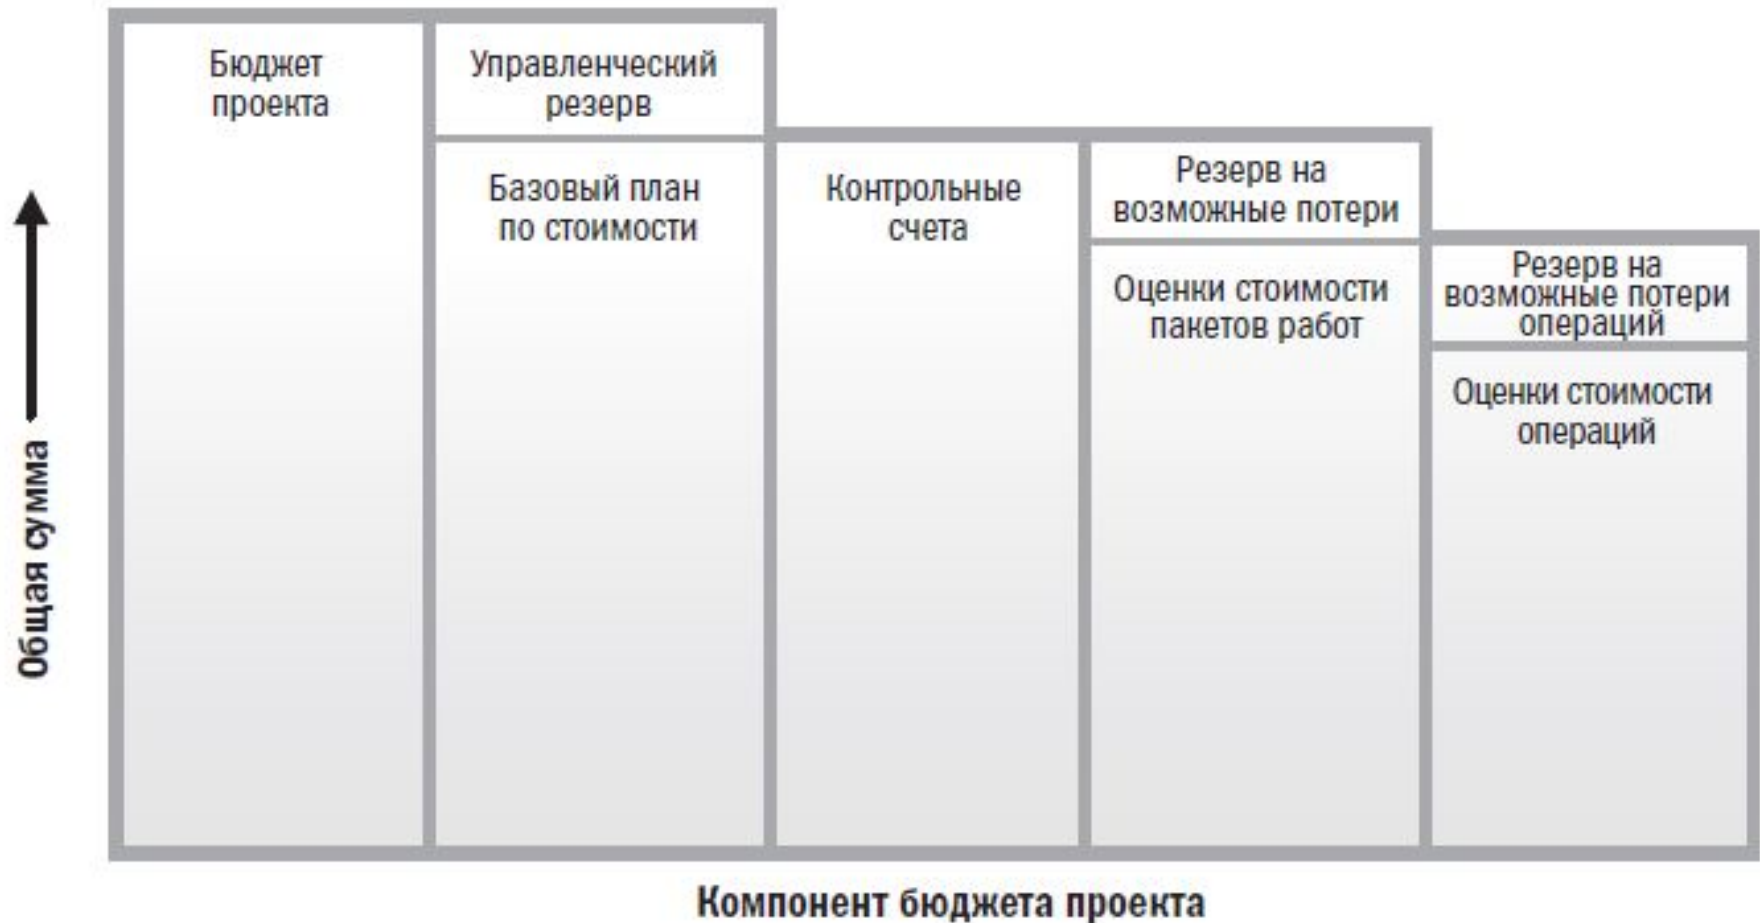 Бюджет
проекта
Управленческий
резерв
Базовый план
по стоимости
Контрольные
счета
Резерв на
возможные потери
Оценки стоимости
пакетов работ
Резерв на
возможные потери
операций
Оценки стоимости
операций
Общая сумма
Компонент бюджета проекта